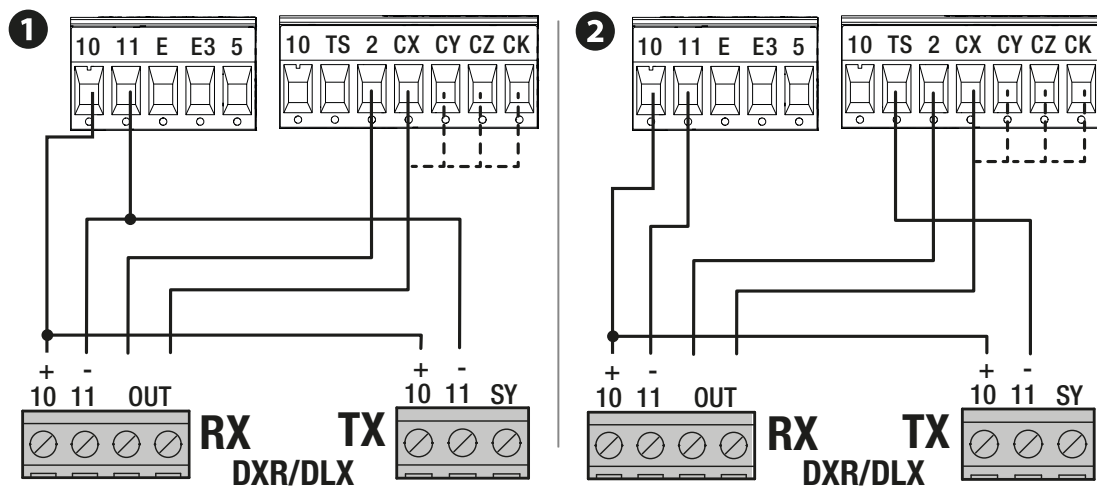 1
10 11 E E3 5
10 TS 2 CX CY CZ CK
+ - +  -
10 11 OUT
10 11 SY
RX
TX
DXR/DLX
2
10 11 E E3 5
10 TS 2 CX CY CZ CK
+ - + -
10 11 OUT
10 11 SY
RX
TX
DXR/DLX